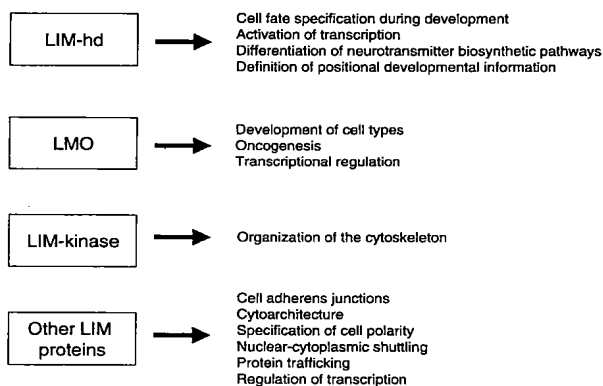 LIM-hd
Cell fate specification during development
Activation of transcription
Differentiation of neurotransmitter biosynthetic pathways
Definition of positional developmental information
LMO
Development of cell types
Oncogenesis
Transcriptional regulation
LIM-kinase
Organization of the cytoskeleton
Other LIM
proteins
Cell adherens junctions
Cytoarchitecture
Specification of cell polarity
Nuclear-cytoplasmic shuttling
Protein trafficking
Regulation of transcription